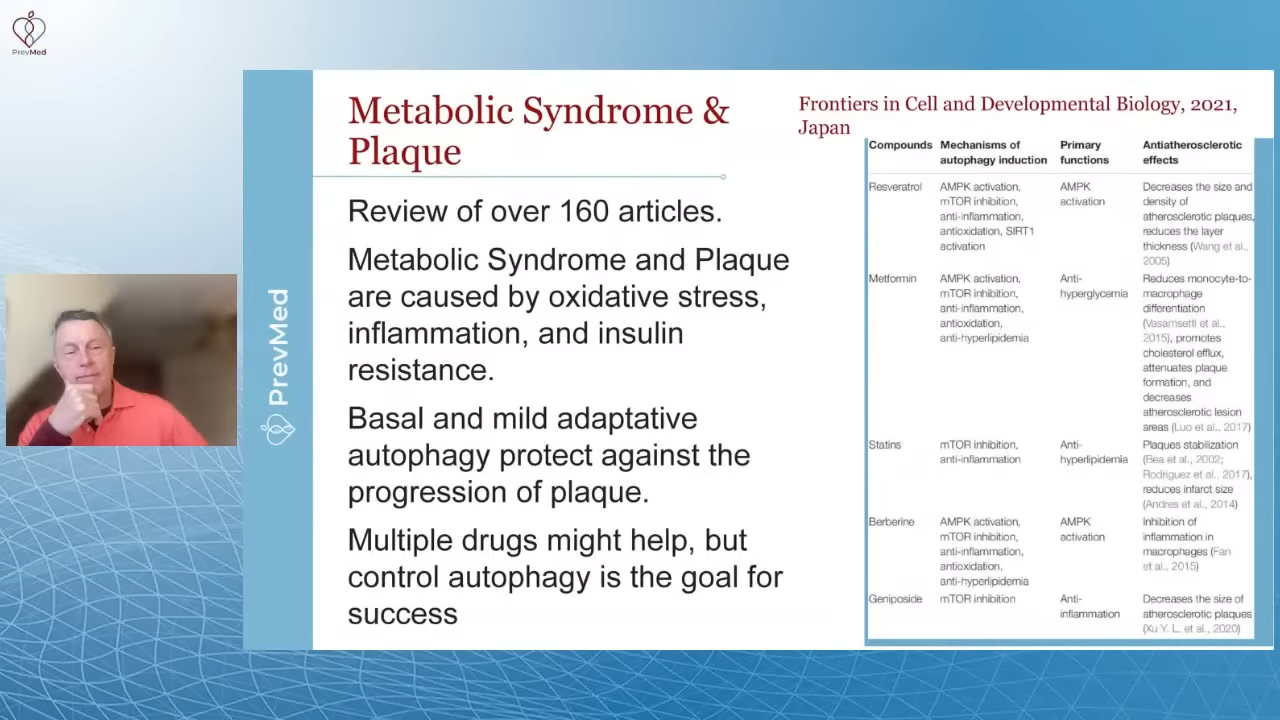 PrevMed
PrevMed
Metabolic Syndrome &
Plaque
Review of over 160 articles.
Metabolic Syndrome and Plaque
are caused by oxidative stress,
inflammation, and insulin
resistance.
Basal and mild adaptative
autophagy protect against the
progression of plaque.
Multiple drugs might help, but
control autophagy is the goal for
success
Frontiers in Cell and Developmental Biology, 2021,
Japan
Compounds Mechanisms of Primary Antiatherosclerotic
autophagy induction functions effects
Resveratrol AMPK activation, AMPK Decreases the size and
mTOR inhibition, activation density of
anti-inflammation, atherosclerotic plaques,
antioxidation, SIRT1 reduces the layer
activation thickness (Wang et al.,
2005)
Metformin AMPK activation, Anti- Reduces monocyte-to-
mTOR inhibition, hyperglycemia macrophage
anti-inflammation, differentiation
antioxidation, (Vasamsetti et al.,
anti-hyperlipidemia 2015), promotes
cholesterol efflux,
attenuates plaque
formation, and
decreases
atherosclerotic lesion
areas (Luo et al., 2017)
Statins mTOR inhibition, Anti- Plaques stabilization
anti-inflammation hyperlipidemia (Bea et al., 2002;
Rodriguez et al., 2017),
reduces infarct size
(Andres et al., 2014)
Berberine AMPK activation, AMPK Inhibition of
mTOR inhibition, activation inflammation in
anti-inflammation, macrophages (Fan
antioxidation, et al., 2015)
anti-hyperlipidemia
Geniposide mTOR inhibition Anti- Decreases the size of
inflammation atherosclerotic plaques
(Xu Y. L. et al., 2020)